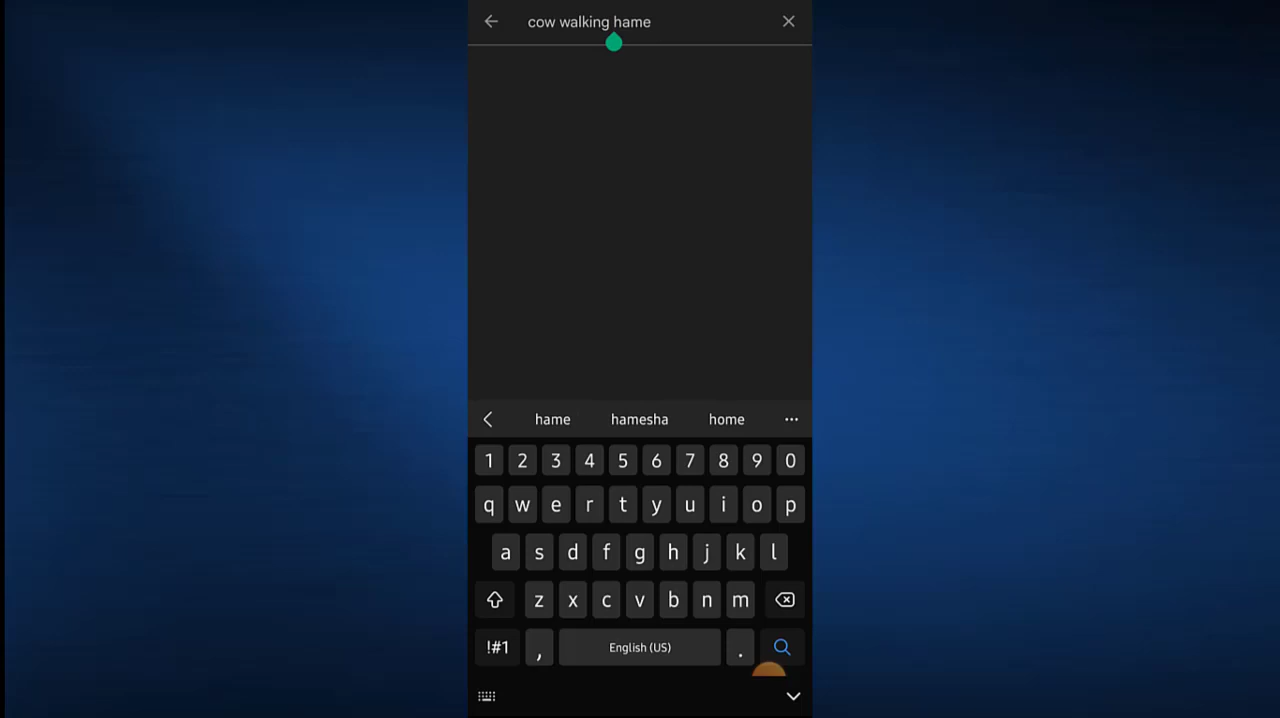 cow walking hame
hame hamesha home ...
1 2 3 4 5 6 7 8 9 0
q w e r t y u i o p
a s d f g h j k l
z x c v b n m
!#1 , English (US) .